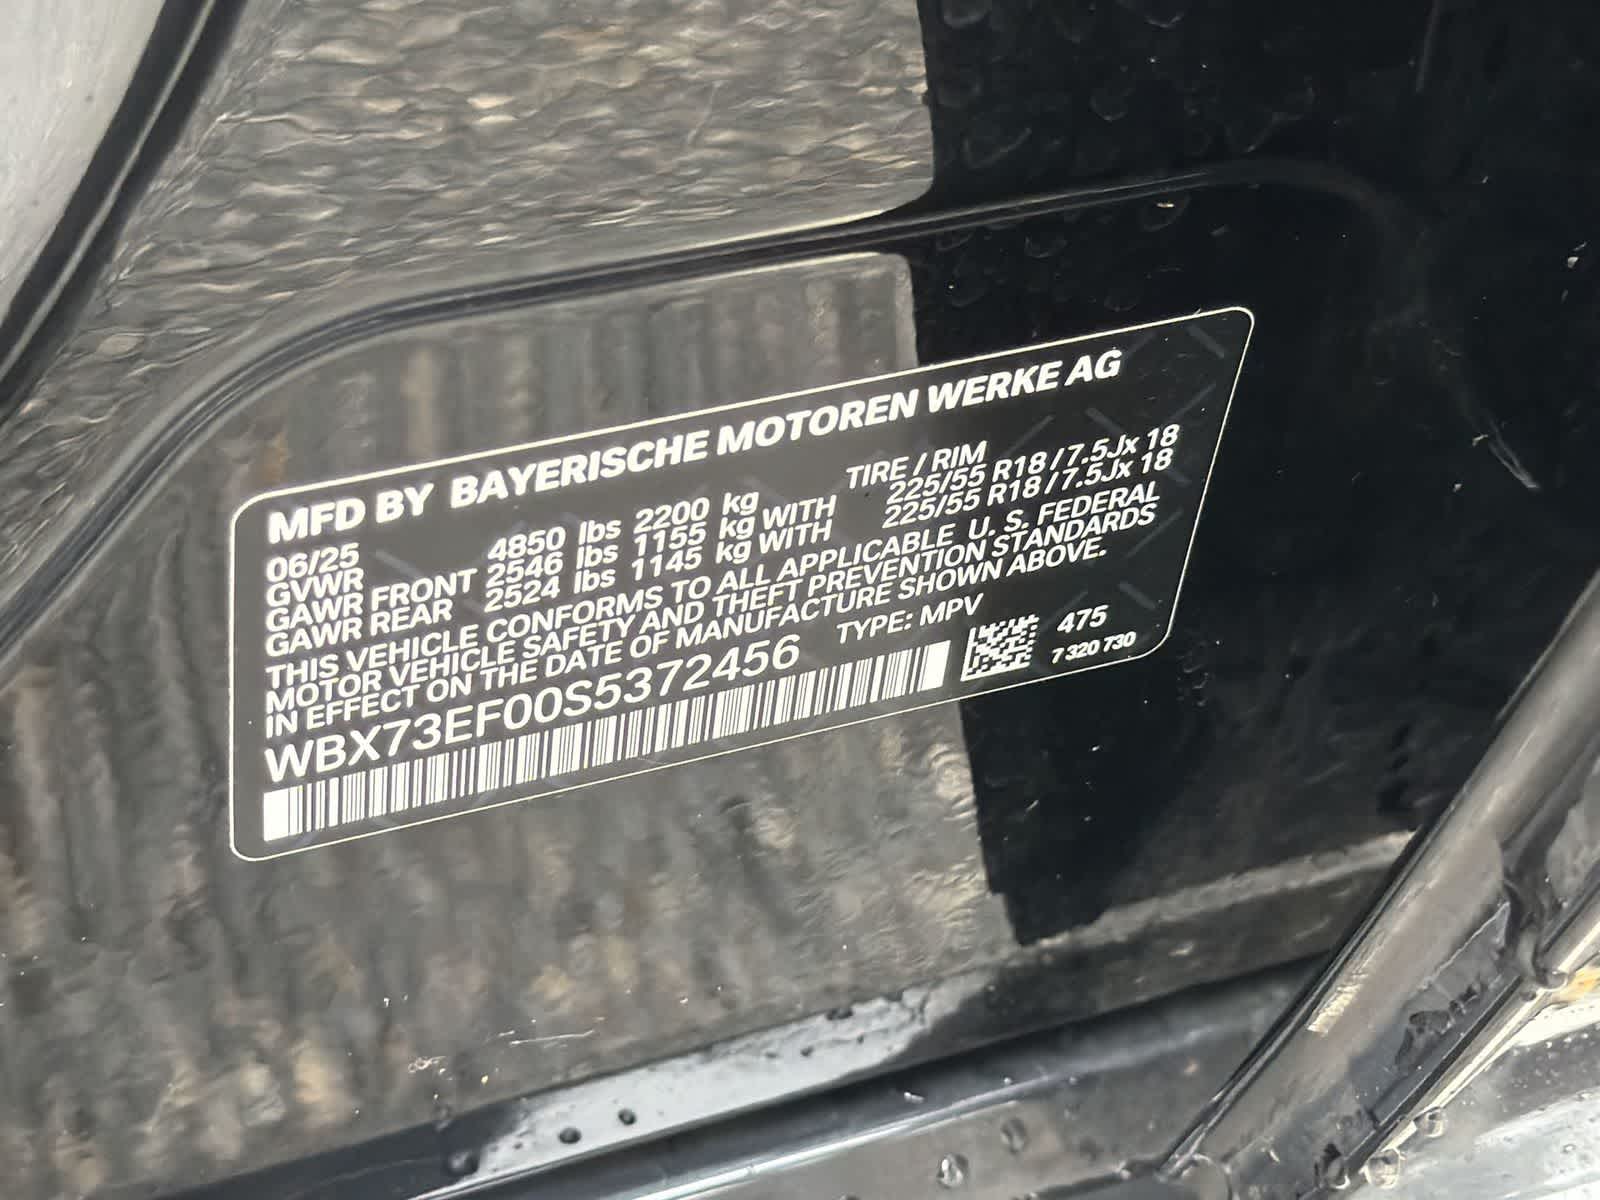 MFD BY BAYERISCHE MOTOREN WERKE AG
06/25 TIRE / RIM
GVWR 4850 lbs 2200 kg
GAWR FRONT 2546 lbs 1155 kg WITH 225/55 R18 / 7.5Jx 18
GAWR REAR 2524 lbs 1145 kg WITH 225/55 R18 / 7.5Jx 18
THIS VEHICLE CONFORMS TO ALL APPLICABLE U. S. FEDERAL
MOTOR VEHICLE SAFETY AND THEFT PREVENTION STANDARDS
IN EFFECT ON THE DATE OF MANUFACTURE SHOWN ABOVE.
WBX73EF00S5372456 TYPE: MPV
475
7 320 730